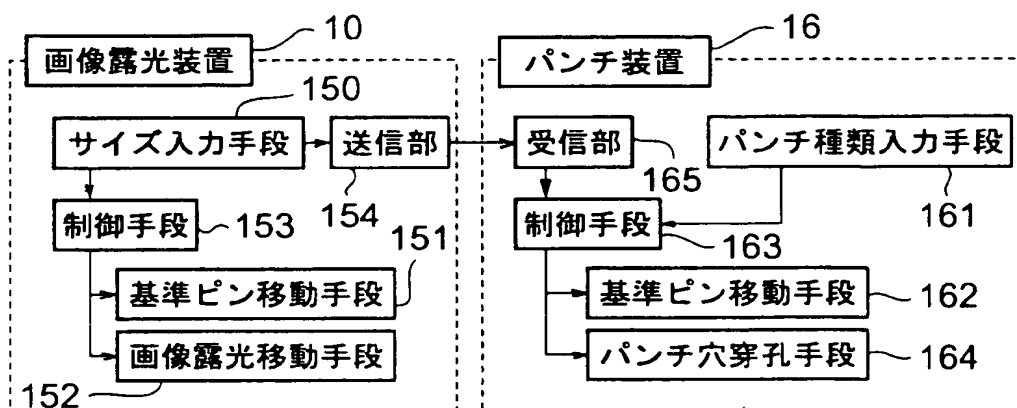 10
画像露光装置
150
サイズ入力手段
送信部
154
制御手段
153
151
基準ピン移動手段
画像露光移動手段
152
16
パンチ装置
受信部
165
パンチ種類入力手段
161
制御手段
163
基準ピン移動手段
162
パンチ穴穿孔手段
164